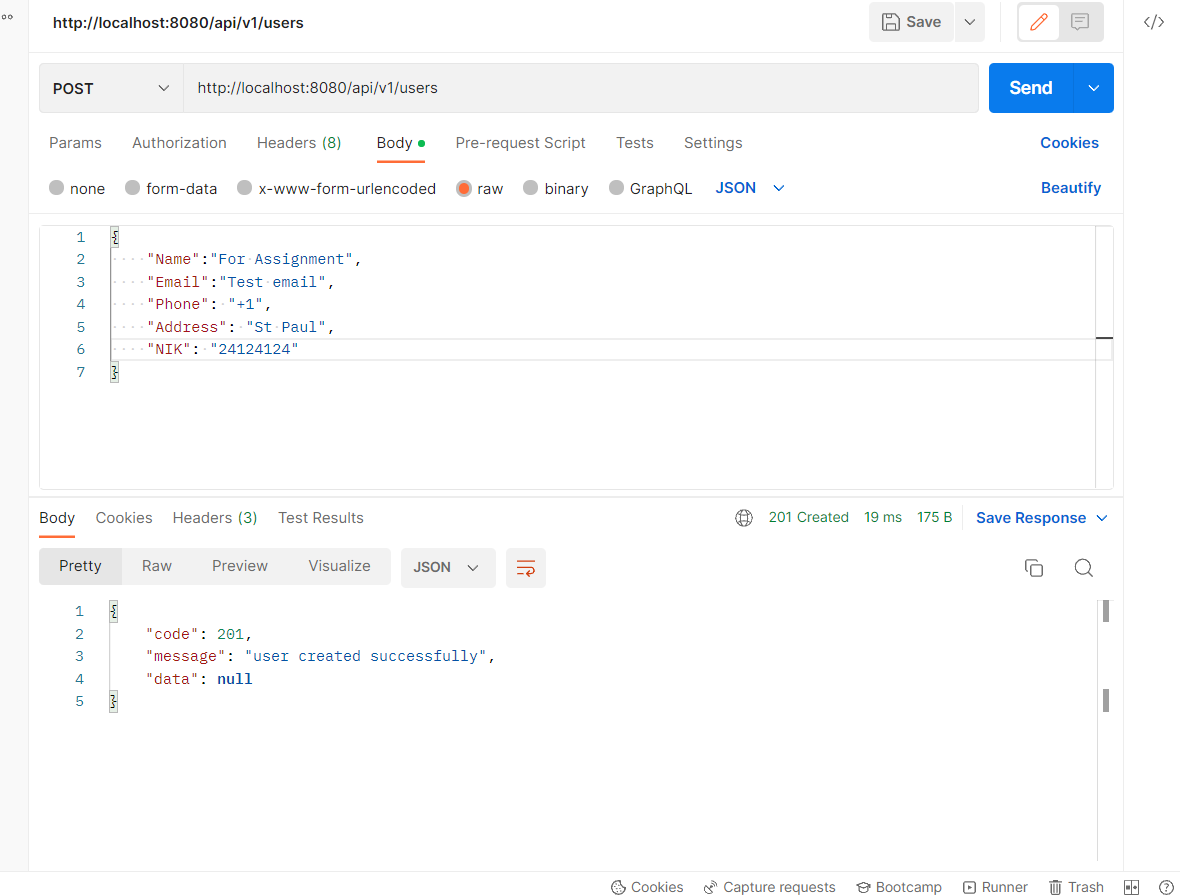 http://localhost:8080/api/v1/users Save
POST http://localhost:8080/api/v1/users Send
Params Authorization Headers (8) Body Pre-request Script Tests Settings Cookies
none form-data x-www-form-urlencoded raw binary GraphQL JSON Beautify
1 {
2 ····"Name":"For·Assignment",
3 ····"Email":"Test·email",
4 ····"Phone":·"+1",
5 ····"Address":·"St·Paul",
6 ····"NIK":·"24124124"
7 }
Body Cookies Headers (3) Test Results 201 Created 19 ms 175 B Save Response
Pretty Raw Preview Visualize JSON
1 {
2 "code": 201,
3 "message": "user created successfully",
4 "data": null
5 }
Cookies Capture requests Bootcamp Runner Trash